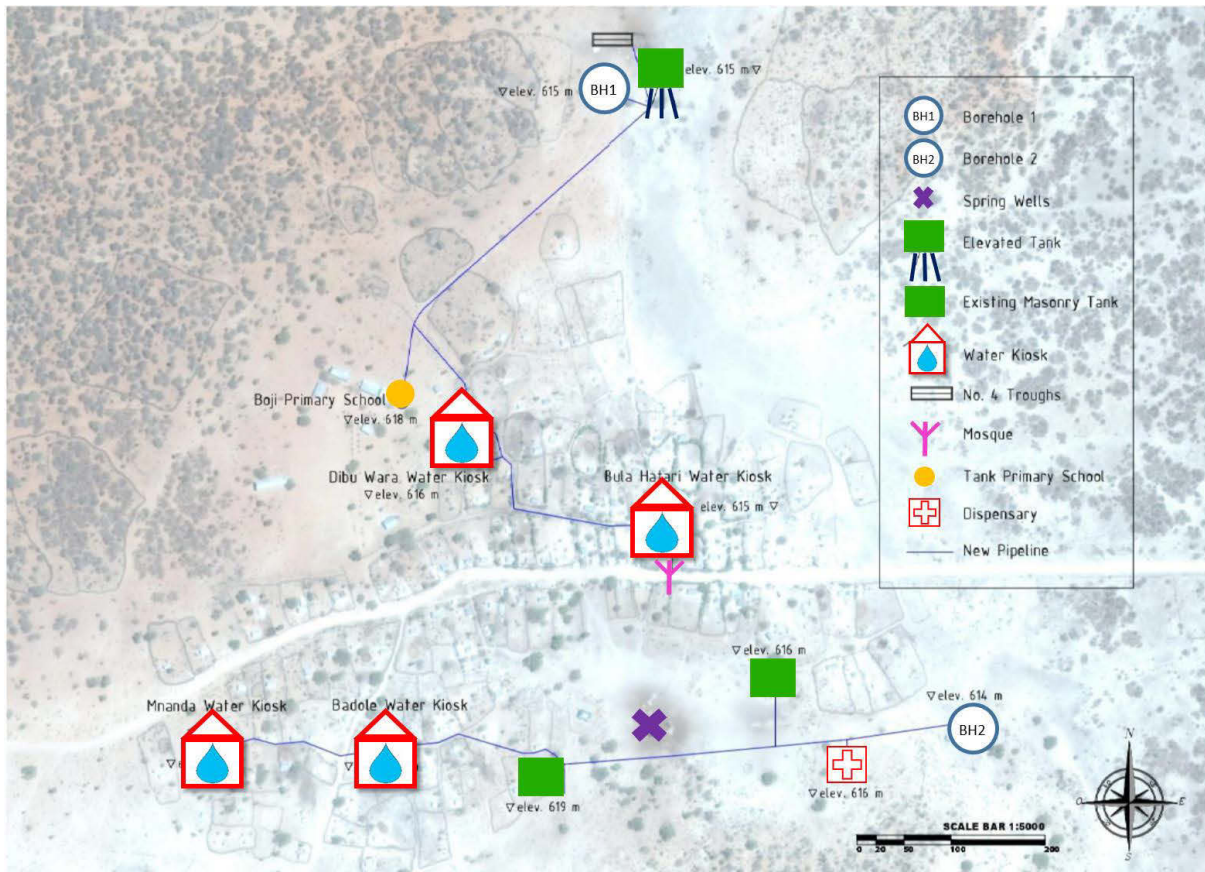 elev. 615 m
BH1
elev. 615 m
BH1
Borehole 1
BH2
Borehole 2
Spring Wells
Elevated Tank
Existing Masonry Tank
Water Kiosk
No. 4 Troughs
Mosque
Tank Primary School
Dispensary
New Pipeline
Boji Primary School
elev. 618 m
Dibu Wara Water Kiosk
elev. 616 m
Bula Hafari Water Kiosk
elev. 615 m
elev. 616 m
elev. 614 m
BH2
Mnanda Water Kiosk
Badole Water Kiosk
elev. 619 m
elev. 616 m
N
E
S
O
SCALE BAR 1:5000
0 20 50 100 200